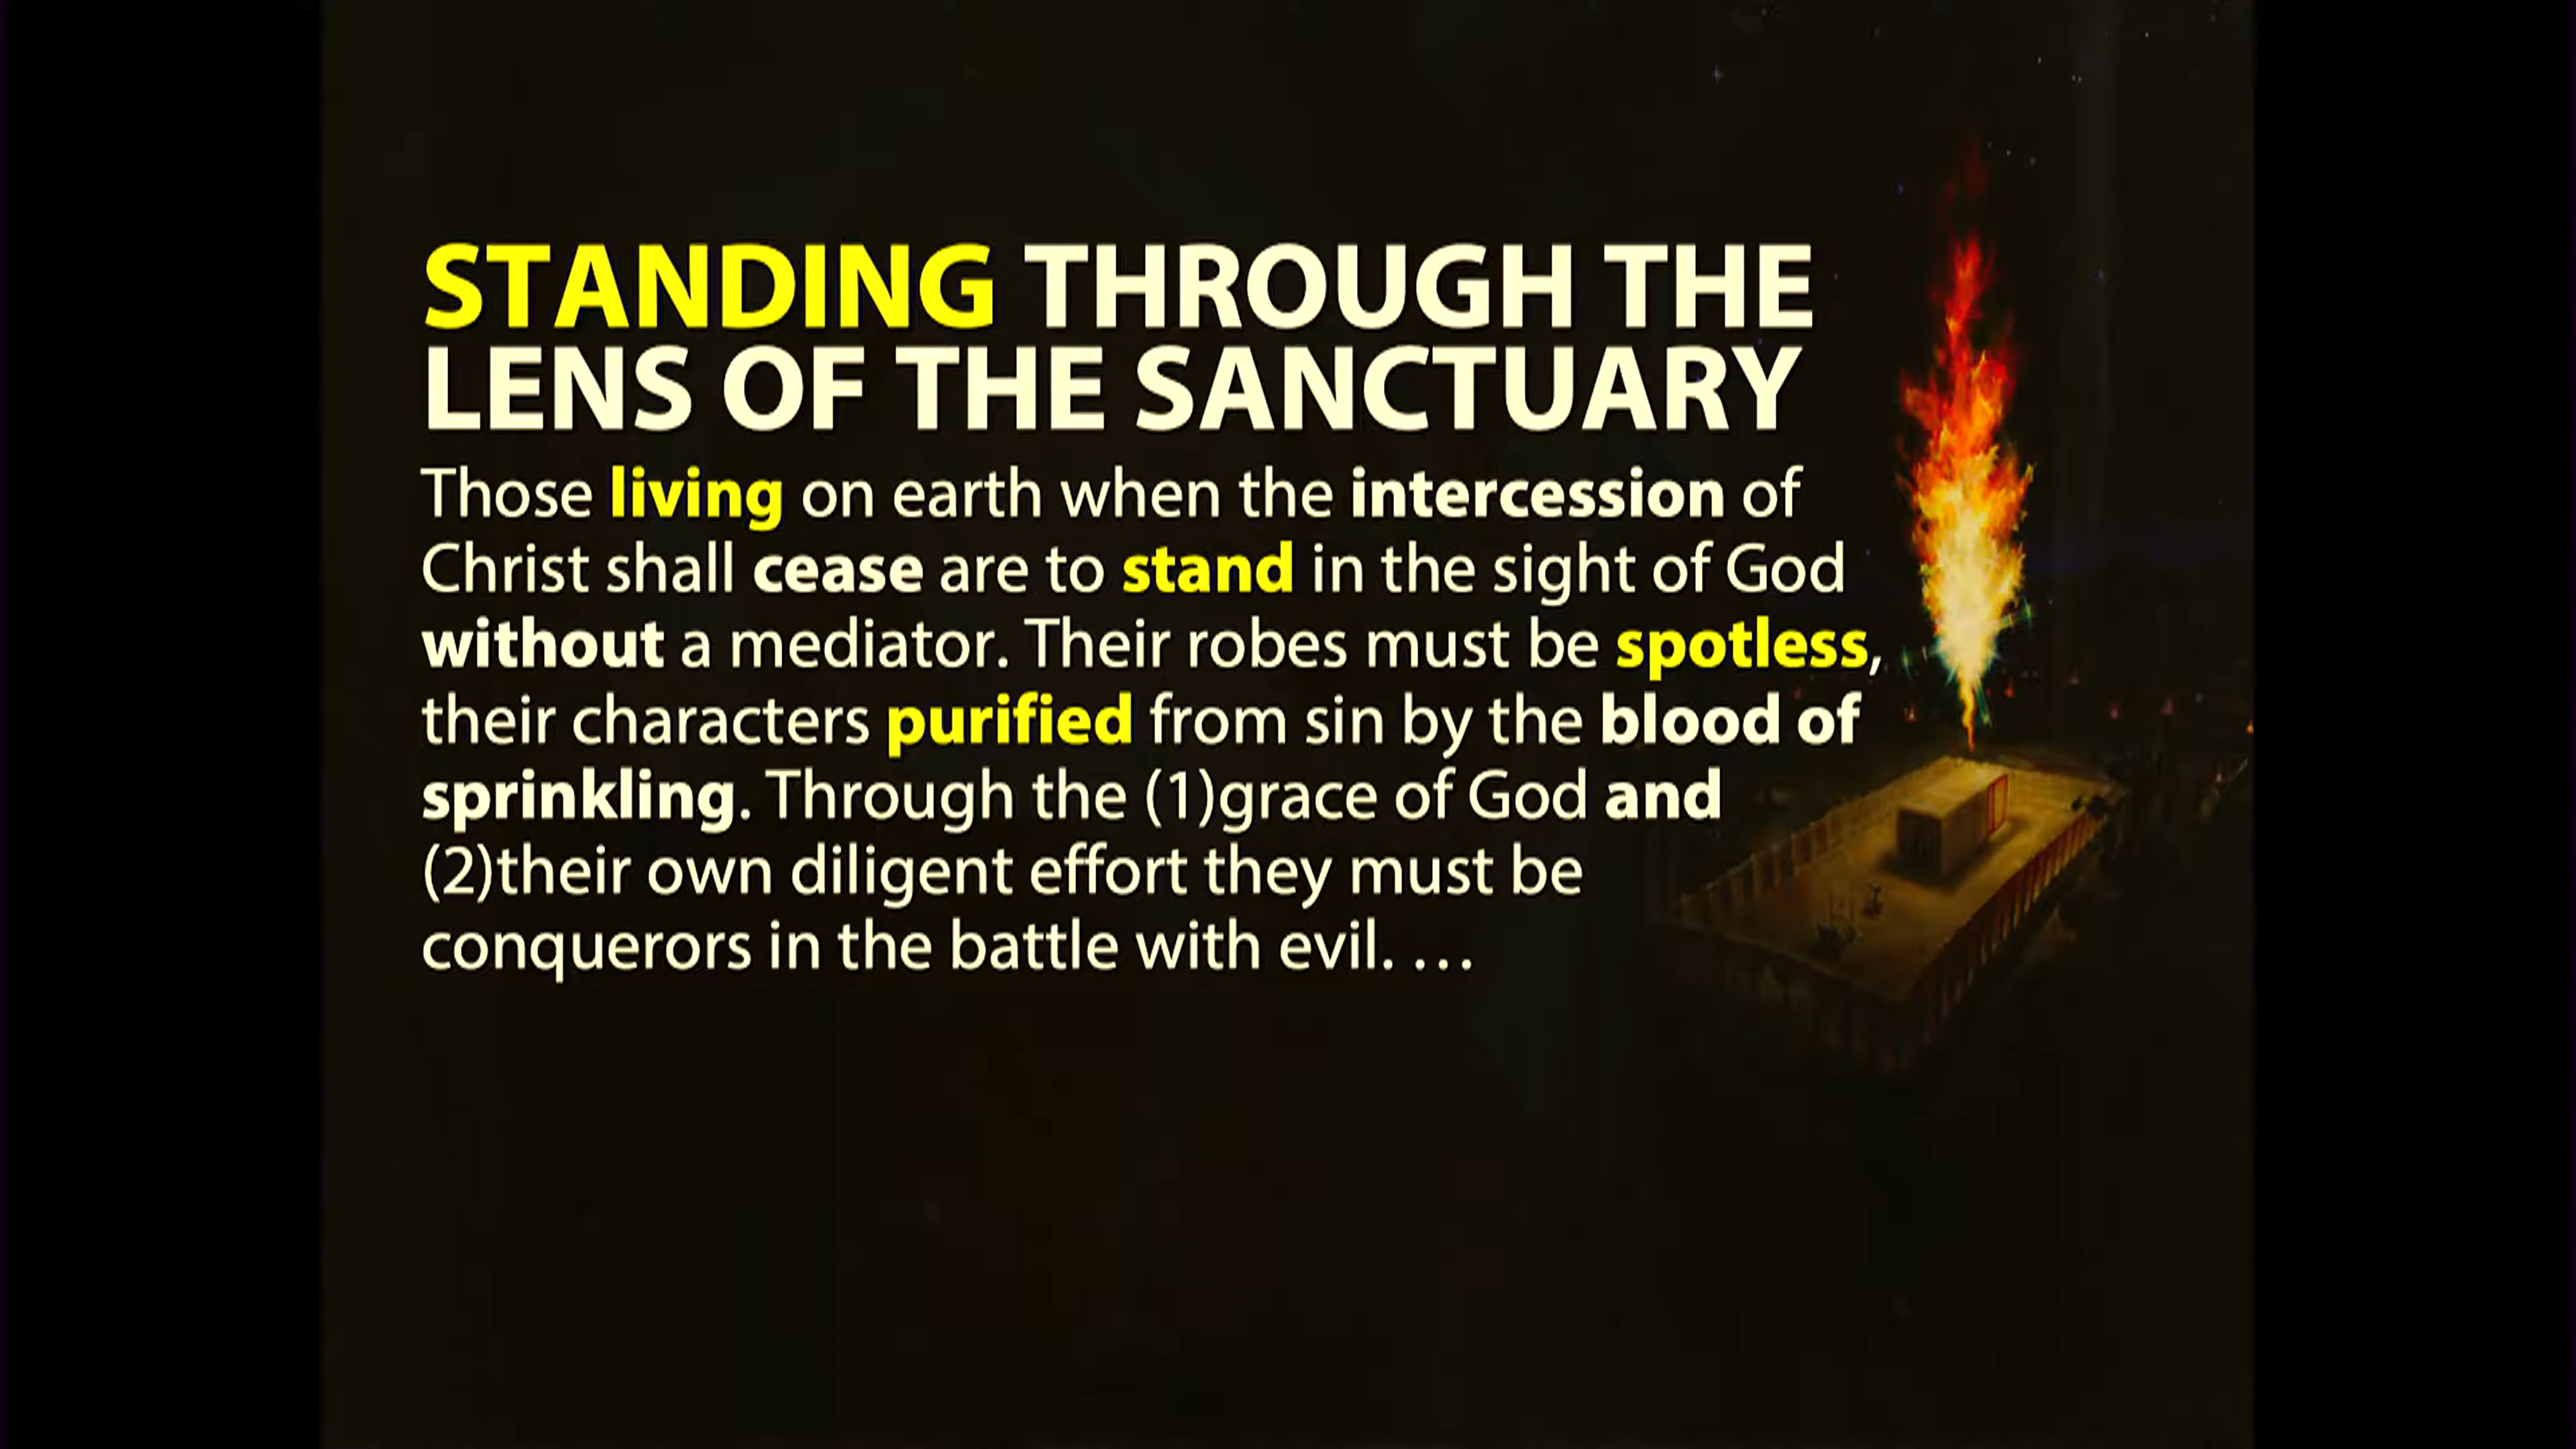 STANDING THROUGH THE
LENS OF THE SANCTUARY
Those living on earth when the intercession of
Christ shall cease are to stand in the sight of God
without a mediator. Their robes must be spotless,
their characters purified from sin by the blood of
sprinkling. Through the (1)grace of God and
(2)their own diligent effort they must be
conquerors in the battle with evil. …